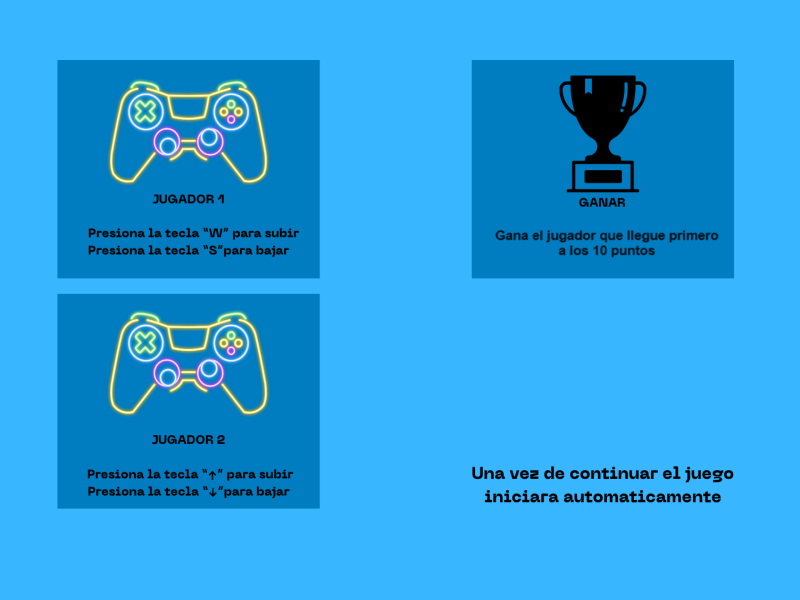 JUGADOR 1
Presiona la tecla "W" para subir
Presiona la tecla "S"para bajar
GANAR
Gana el jugador que llegue primero
a los 10 puntos
JUGADOR 2
Presiona la tecla "↑" para subir
Presiona la tecla "↓"para bajar
Una vez de continuar el juego
iniciara automaticamente